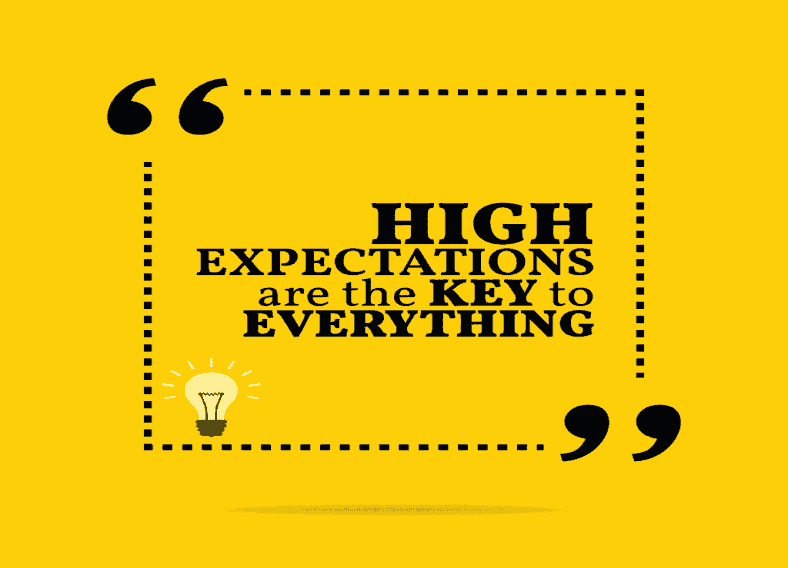 “
HIGH
EXPECTATIONS
are the KEY to
EVERYTHING
”